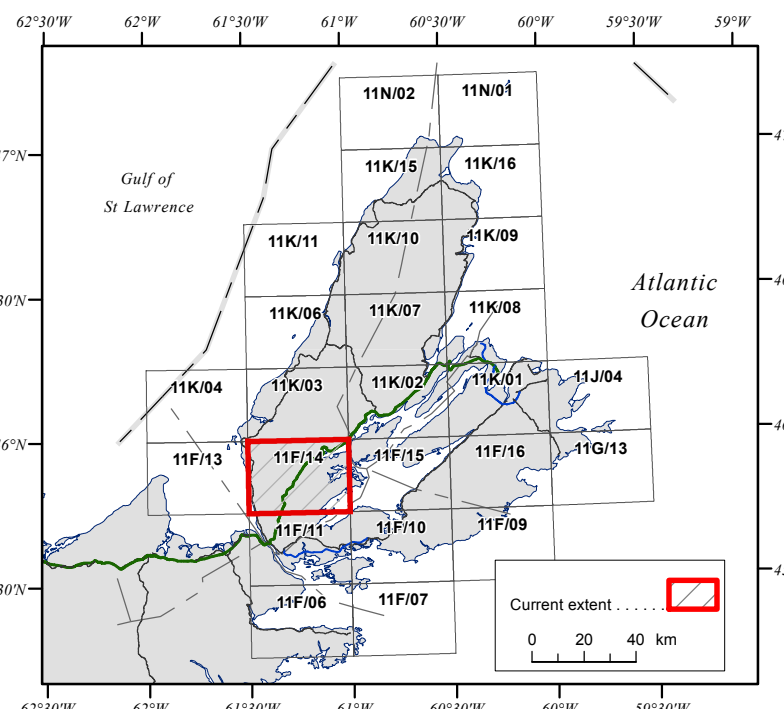 62°30'W 62°W 61°30'W 61°W 60°30'W 60°W 59°30'W 59°W
11N/02 11N/01
11K/15 11K/16
Gulf of
St Lawrence
11K/11 11K/10 11K/09
Atlantic
Ocean
11K/06 11K/07 11K/08
11K/04 11K/03 11K/02 11K/01 11J/04
11F/13 11F/14 11F/15 11F/16 11G/13
11F/11 11F/10 11F/09
11F/06 11F/07
Current extent . . . . . .
0 20 40 km
62°30'W 62°W 61°30'W 61°W 60°30'W 60°W 59°30'W